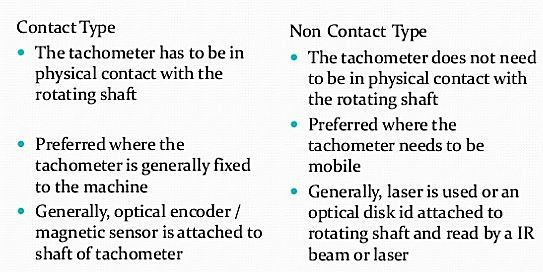 Contact Type
• The tachometer has to be in
physical contact with the
rotating shaft
• Preferred where the
tachometer is generally fixed
to the machine
• Generally, optical encoder /
magnetic sensor is attached to
shaft of tachometer
Non Contact Type
• The tachometer does not need
to be in physical contact with
the rotating shaft
• Preferred where the
tachometer needs to be
mobile
• Generally, laser is used or an
optical disk id attached to
rotating shaft and read by a IR
beam or laser